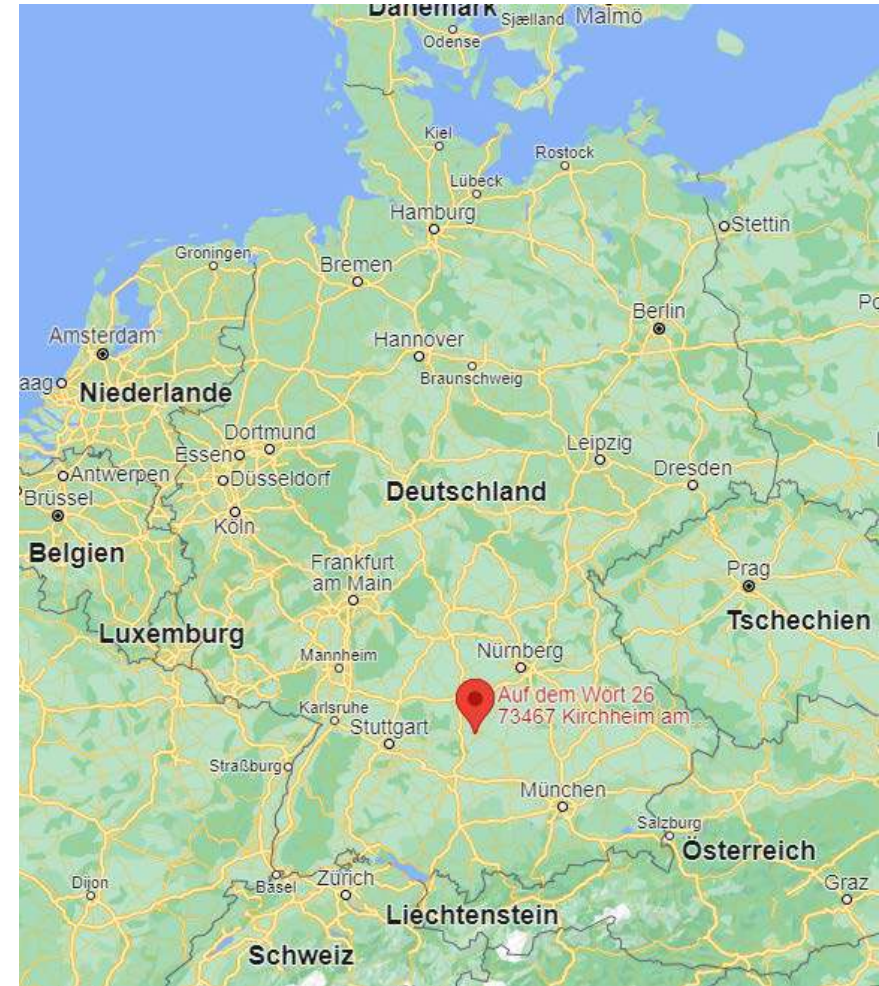 Dänemark
Sjælland
Malmö
Odense
Kiel
Rostock
Lübeck
Hamburg
Stettin
Groningen
Bremen
Berlin
Amsterdam
Hannover
Braunschweig
aag
Niederlande
Dortmund
Essen
Leipzig
Antwerpen
Düsseldorf
Dresden
Brüssel
Deutschland
Köln
Belgien
Frankfurt
am Main
Prag
Tschechien
Luxemburg
Mannheim
Nürnberg
Auf dem Wört 26
73467 Kirchheim am...
Karlsruhe
Stuttgart
Straßburg
München
Salzburg
Österreich
Dijon
Basel
Zürich
Graz
Liechtenstein
Schweiz